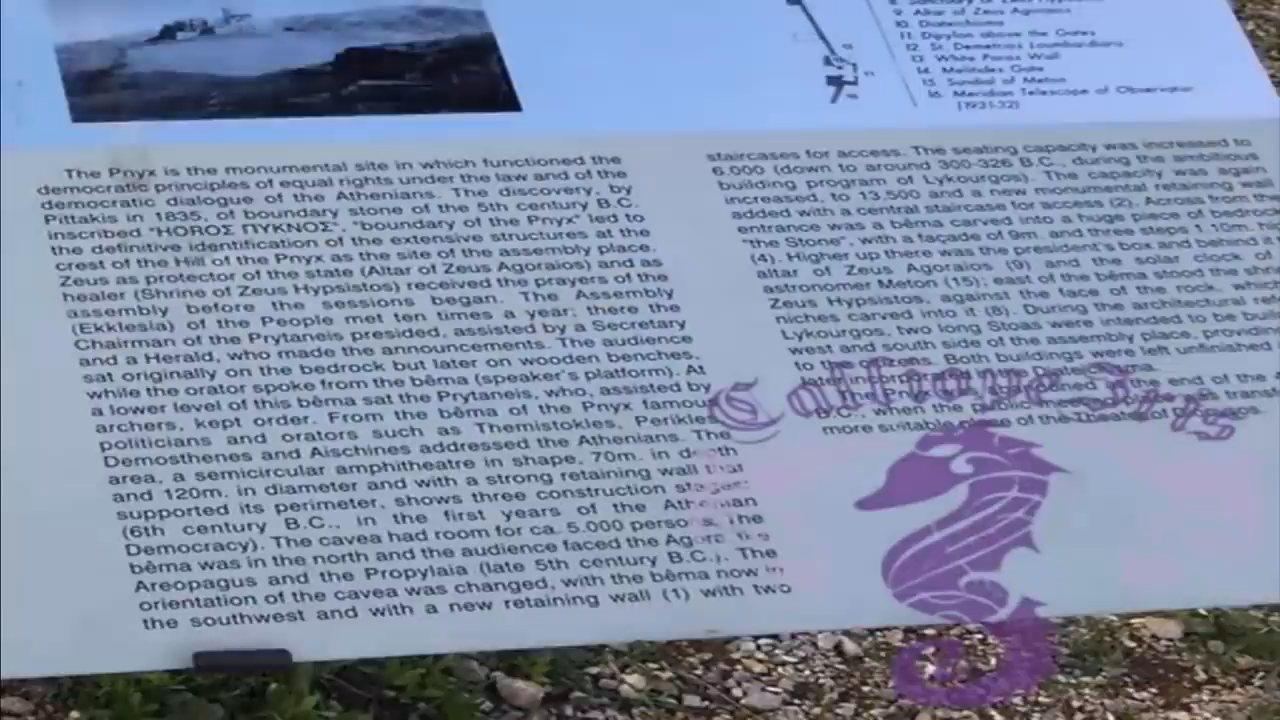 9. Altar of Zeus Agoraios
10. Diateichisma
11. Dipylon above the Gates
12. St. Demetrios Loumbardiaris
13. White Poros Wall
14. Melitides Gate
15. Sundial of Meton
16. Meridian Telescope of Observator
(1931-32)
The Pnyx is the monumental site in which functioned the
democratic principles of equal rights under the law and of the
democratic dialogue of the Athenians. The discovery, by
Pittakis in 1835, of boundary stone of the 5th century B.C.
inscribed "HOROΣ ΠΥΚΝΟΣ", "boundary of the Pnyx" led to
the definitive identification of the extensive structures at the
crest of the Hill of the Pnyx as the site of the assembly place.
Zeus as protector of the state (Altar of Zeus Agoraios) and as
healer (Shrine of Zeus Hypsistos) received the prayers of the
assembly before the sessions began. The Assembly
(Ekklesia) of the People met ten times a year; there the
Chairman of the Prytaneis presided, assisted by a Secretary
and a Herald, who made the announcements. The audience
sat originally on the bedrock but later on wooden benches,
while the orator spoke from the bêma (speaker's platform). At
a lower level of this bêma sat the Prytaneis, who, assisted by
archers, kept order. From the bêma of the Pnyx famous
politicians and orators such as Themistokles, Perikles
Demosthenes and Aischines addressed the Athenians. The
area, a semicircular amphitheatre in shape, 70m. in depth
and 120m. in diameter and with a strong retaining wall that
supported its perimeter, shows three construction stages:
(6th century B.C., in the first years of the Athenian
Democracy). The cavea had room for ca. 5.000 persons. The
bêma was in the north and the audience faced the Agora, the
Areopagus and the Propylaia (late 5th century B.C.). The
orientation of the cavea was changed, with the bêma now in
the southwest and with a new retaining wall (1) with two
staircases for access. The seating capacity was increased to
6.000 (down to around 300-326 B.C., during the ambitious
building program of Lykourgos). The capacity was again
increased, to 13,500 and a new monumental retaining wall
added with a central staircase for access (2). Across from the
entrance was a bêma carved into a huge piece of bedroc
"the Stone", with a façade of 9m. and three steps 1.10m. hi
(4). Higher up there was the president's box and behind it
altar of Zeus Agoraios (9) and the solar clock of
astronomer Meton (15); east of the bêma stood the shri
Zeus Hypsistos, against the face of the rock, which
niches carved into it (8). During the architectural ref
Lykourgos, two long Stoas were intended to be buil
west and south side of the assembly place, providin
to the citizens. Both buildings were left unfinished
later incorporated in the Diateichisma.
the end of the 4
B.C., when the public transf
more suitable place of the Theatre of Dionysos.